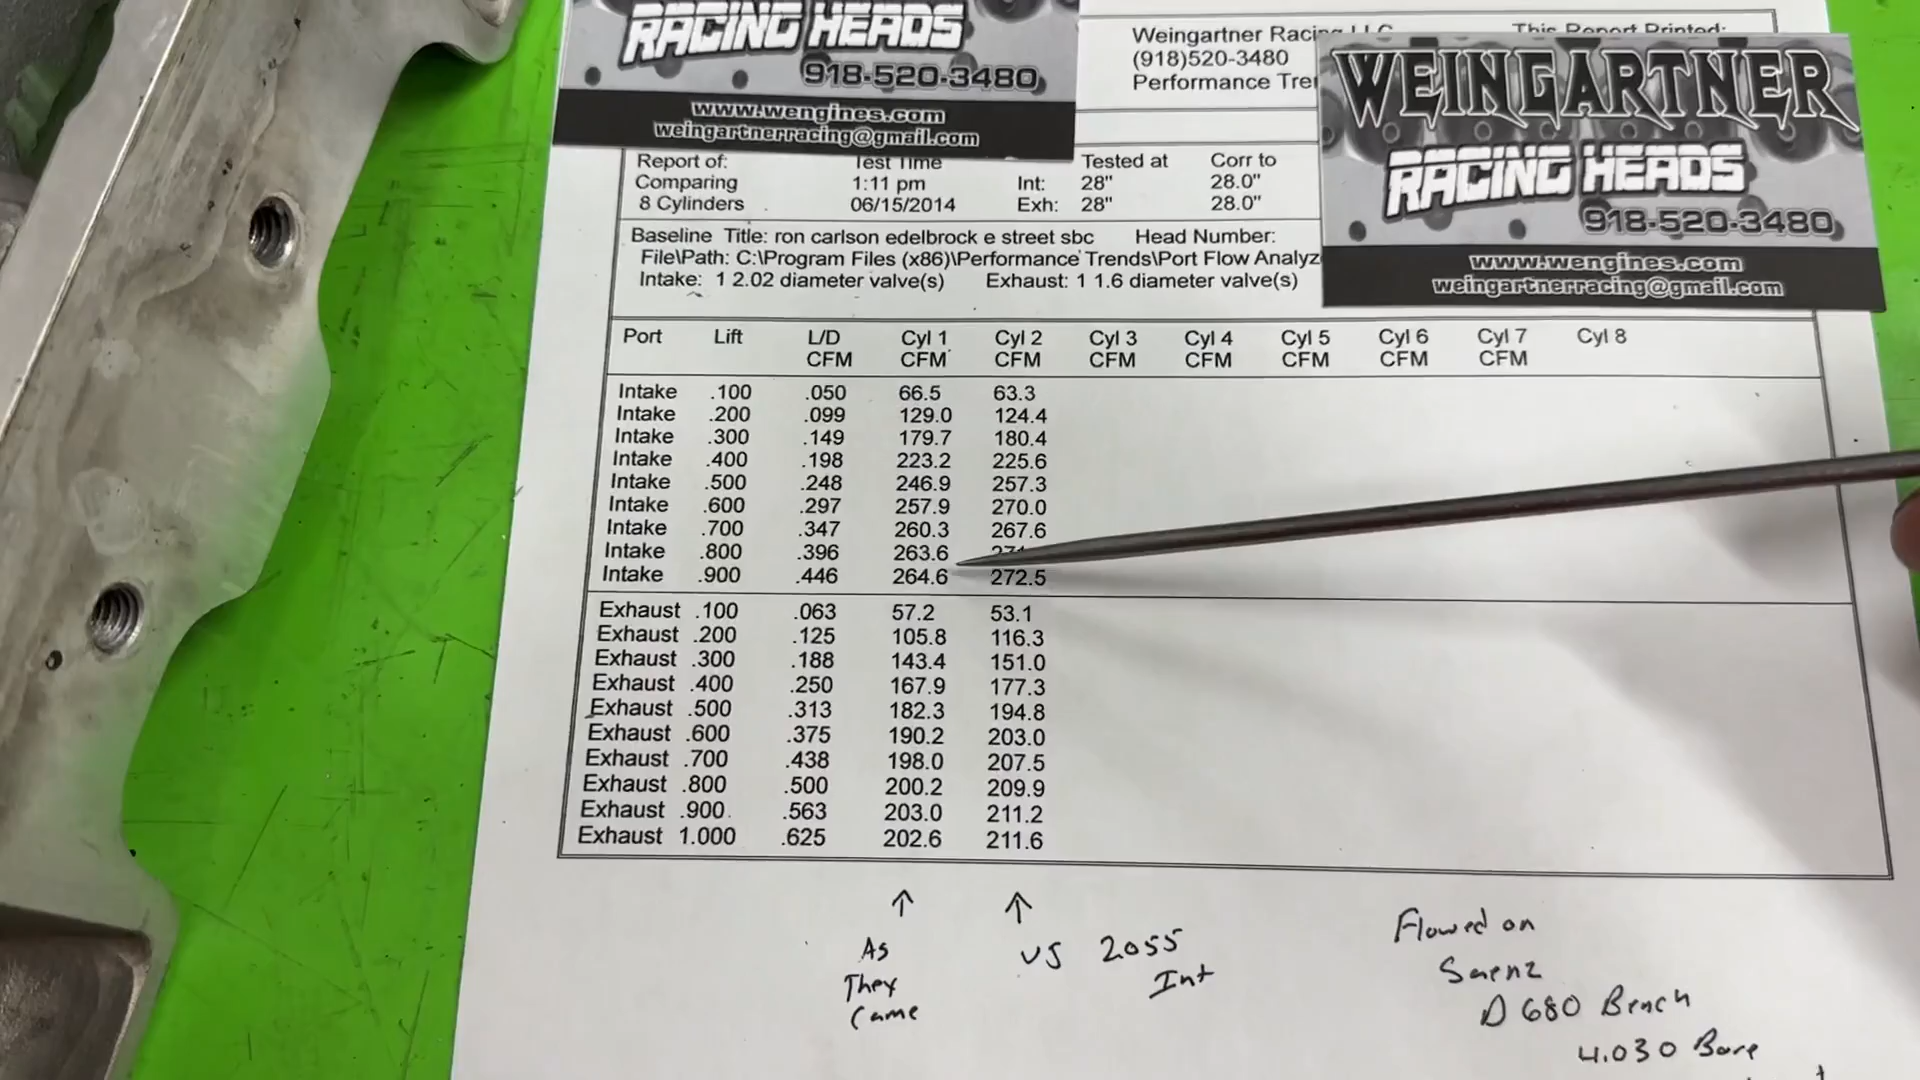 RACING HEADS
918-520-3480
www.wengines.com
weingartnerracing@gmail.com
Weingartner Racing LLC
This Report Printed:
(918)520-3480
Performance
WEINGARTNER
RACING HEADS
918-520-3480
www.wengines.com
weingartnerracing@gmail.com
Report of: Test Time Tested at Corr to
Comparing 1:11 pm Int: 28" 28.0"
8 Cylinders 06/15/2014 Exh: 28" 28.0"
Baseline Title: ron carlson edelbrock e street sbc Head Number:
File\Path: C:\Program Files (x86)\Performance Trends\Port Flow Analyz
Intake: 1 2.02 diameter valve(s) Exhaust: 1 1.6 diameter valve(s)
Port Lift L/D Cyl 1 Cyl 2 Cyl 3 Cyl 4 Cyl 5 Cyl 6 Cyl 7 Cyl 8
CFM CFM CFM CFM CFM CFM CFM CFM
Intake .100 .050 66.5 63.3
Intake .200 .099 129.0 124.4
Intake .300 .149 179.7 180.4
Intake .400 .198 223.2 225.6
Intake .500 .248 246.9 257.3
Intake .600 .297 257.9 270.0
Intake .700 .347 260.3 267.6
Intake .800 .396 263.6
Intake .900 .446 264.6 272.5
Exhaust .100 .063 57.2 53.1
Exhaust .200 .125 105.8 116.3
Exhaust .300 .188 143.4 151.0
Exhaust .400 .250 167.9 177.3
Exhaust .500 .313 182.3 194.8
Exhaust .600 .375 190.2 203.0
Exhaust .700 .438 198.0 207.5
Exhaust .800 .500 200.2 209.9
Exhaust .900 .563 203.0 211.2
Exhaust 1.000 .625 202.6 211.6
↑ ↑
As
They
Came
vs 2.055
Int
Flowed on
Saenz
D680 Bench
4.030 Bore